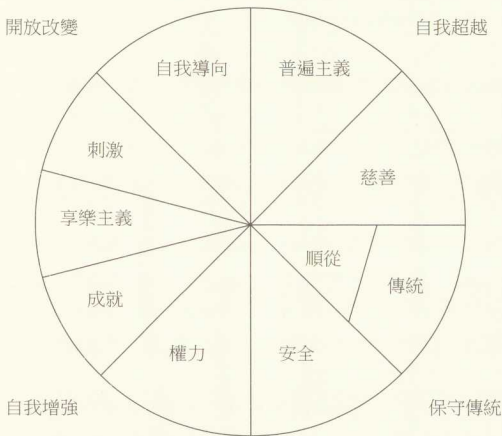 開放改變
自我超越
自我導向
普遍主義
刺激
慈善
享樂主義
順從
傳統
成就
權力
安全
自我增強
保守傳統